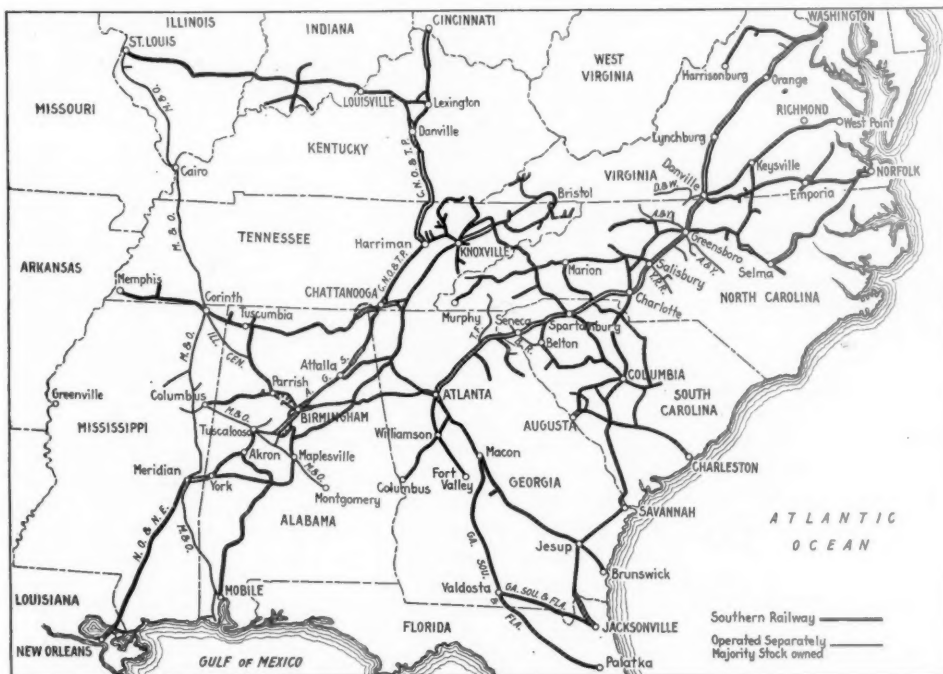 ILLINOIS
INDIANA
CINCINNATI
WASHINGTON
ST. LOUIS
WEST
VIRGINIA
Harrisonburg
Orange
MISSOURI
M.&O.
LOUISVILLE
Lexington
RICHMOND
West Point
Danville
Lynchburg
KENTUCKY
Cairo
C.N.O.&T.P.
VIRGINIA
Keysville
NORFOLK
Danville
D.&W.
Emporia
Bristol
M.&O.
TENNESSEE
Harriman
KNOXVILLE
A.&Y.
Greensboro
A.&Y.
Selma
ARKANSAS
Memphis
C.N.O.&T.P.
CHATTANOOGA
Marion
Salisbury
Y.R.R.
NORTH CAROLINA
Corinth
Tuscumbia
Murphy
Charlotte
Seneca
Spartanburg
T.F.
B.R.
Belton
M.&O.
ILL. CEN.
Attalla
A. G. S.
Parrish
COLUMBIA
Greenville
Columbus
M.&O.
BIRMINGHAM
ATLANTA
SOUTH
CAROLINA
MISSISSIPPI
Tuscaloosa
AUGUSTA
Williamson
Akron
Maplesville
M.&O.
Macon
CHARLESTON
Meridian
York
Montgomery
Columbus
Fort
Valley
GEORGIA
ALABAMA
SAVANNAH
N.O.&N.E.
M.&O.
ATLANTIC
OCEAN
Jesup
GA.
SOU.
&
FLA.
Brunswick
MOBILE
Valdosta
GA. SOU. & FLA.
LOUISIANA
FLORIDA
JACKSONVILLE
Southern Railway
Operated Separately
Majority Stock owned
NEW ORLEANS
GULF OF MEXICO
Palatka